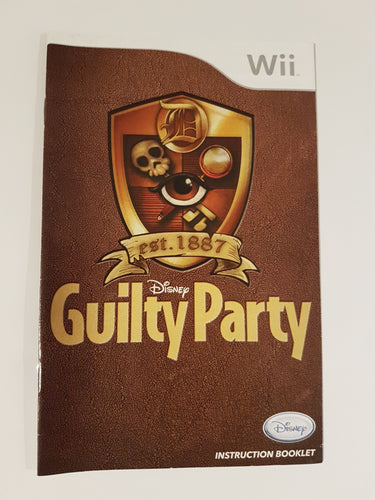 Wii
D
est. 1887
Disney
Guilty Party
Disney
INSTRUCTION BOOKLET